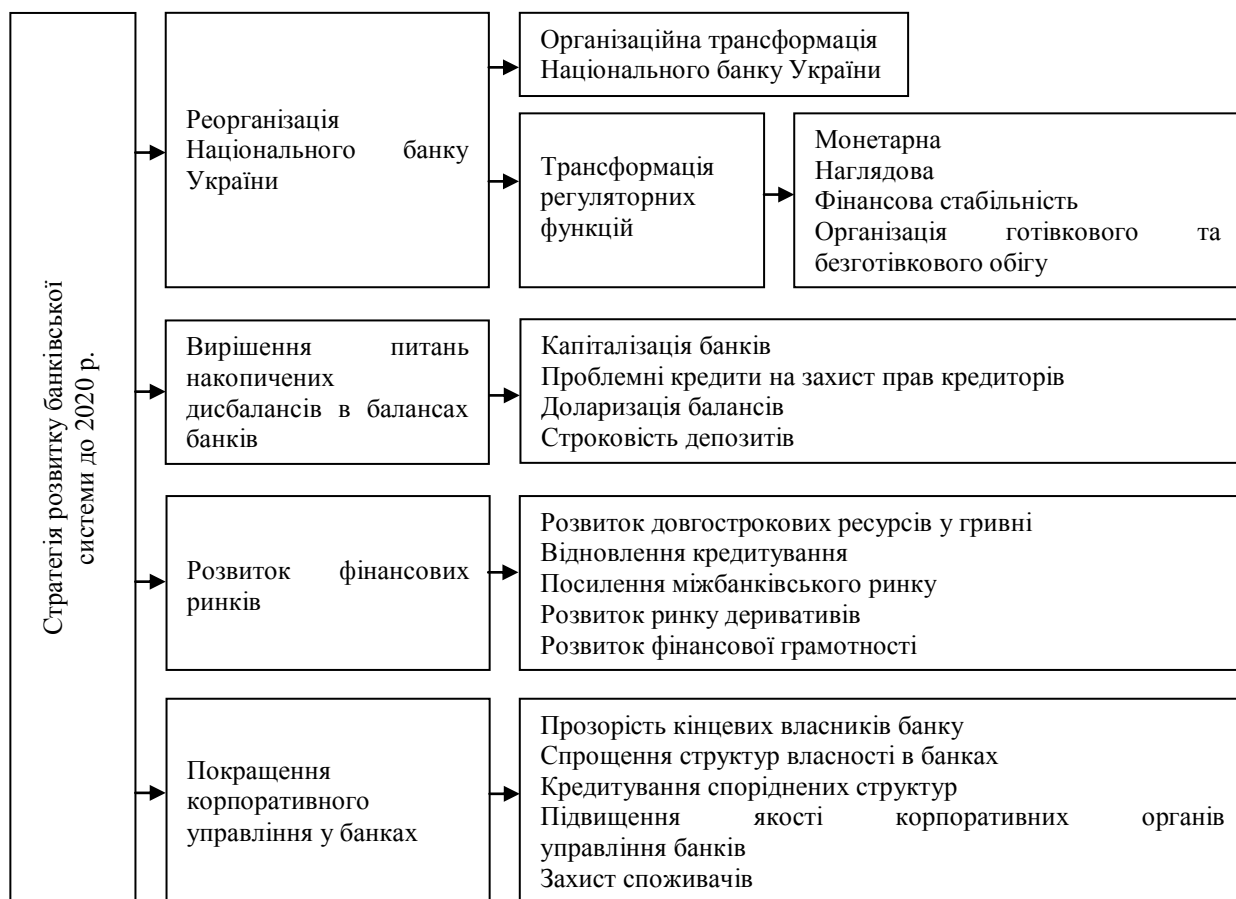 Стратегія розвитку банківської
системи до 2020 р.
Реорганізація
Національного банку
України
Організаційна трансформація
Національного банку України
Трансформація
регуляторних
функцій
Монетарна
Наглядова
Фінансова стабільність
Організація готівкового та
безготівкового обігу
Вирішення питань
накопичених
дисбалансів в балансах
банків
Капіталізація банків
Проблемні кредити на захист прав кредиторів
Доларизація балансів
Строковість депозитів
Розвиток фінансових
ринків
Розвиток довгострокових ресурсів у гривні
Відновлення кредитування
Посилення міжбанківського ринку
Розвиток ринку деривативів
Розвиток фінансової грамотності
Покращення
корпоративного
управління у банках
Прозорість кінцевих власників банку
Спрощення структур власності в банках
Кредитування споріднених структур
Підвищення якості корпоративних органів
управління банків
Захист споживачів